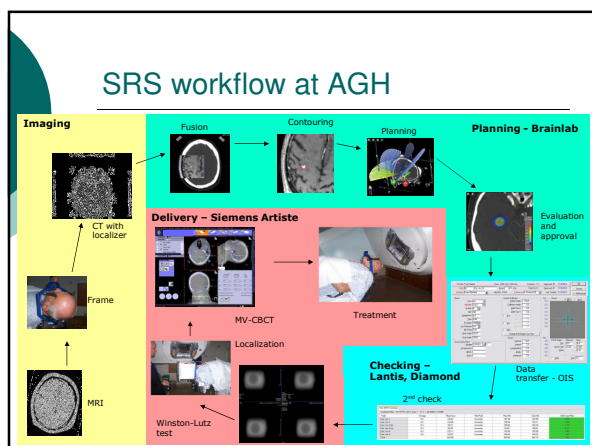 SRS workflow at AGH
Imaging
MRI
Frame
CT with
localizer
Fusion
Contouring
Planning
Planning - Brainlab
Evaluation
and
approval
Data
transfer - OIS
Checking –
Lantis, Diamond
2nd check
Winston-Lutz
test
Localization
Delivery – Siemens Artiste
MV-CBCT
Treatment